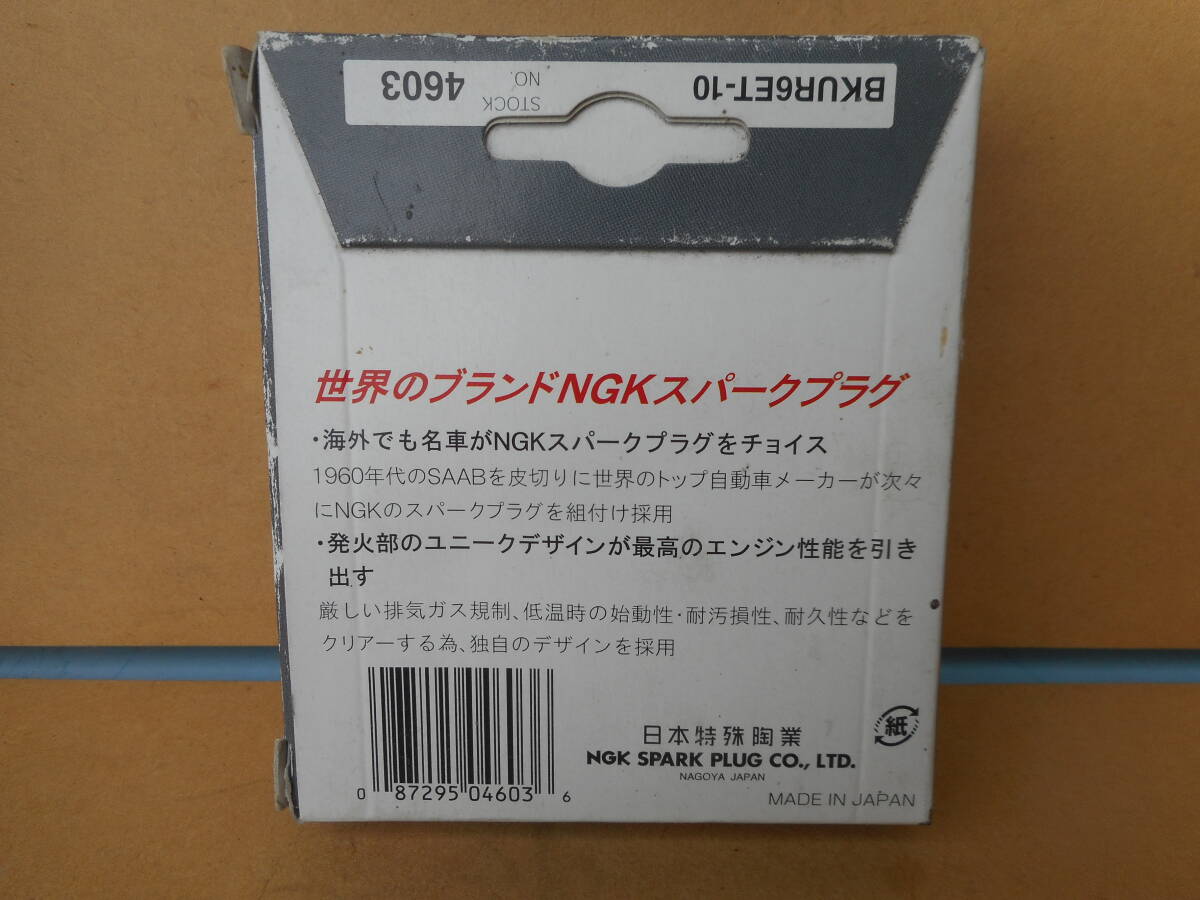 BKUR6ET-10
STOCK
NO.
4603
世界のブランドNGKスパークプラグ
・海外でも名車がNGKスパークプラグをチョイス
1960年代のSAABを皮切りに世界のトップ自動車メーカーが次々
にNGKのスパークプラグを組付け採用
・発火部のユニークデザインが最高のエンジン性能を引き
出す
厳しい排気ガス規制、低温時の始動性・耐汚損性、耐久性などを
クリアーする為、独自のデザインを採用
紙
日本特殊陶業
NGK SPARK PLUG CO., LTD.
NAGOYA JAPAN
0 87295 04603 6
MADE IN JAPAN